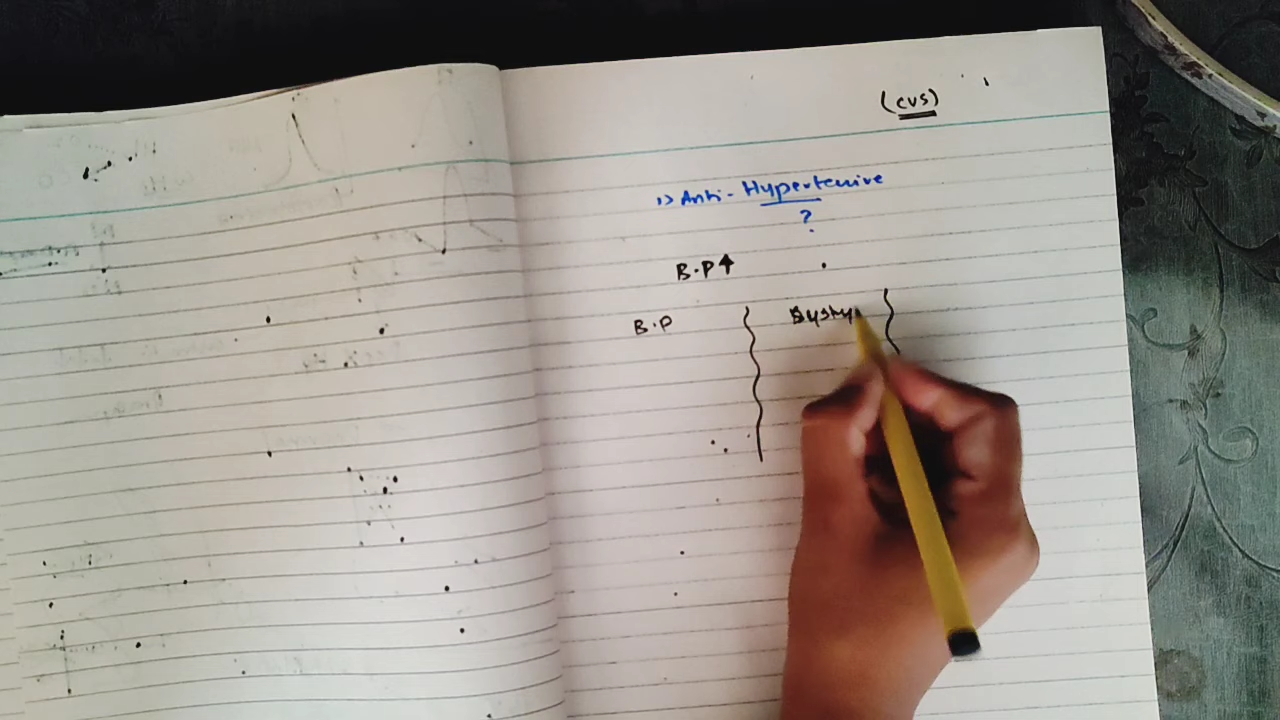 (CVS)
1) Anti-Hypertensive
?
B.P↑
B.P